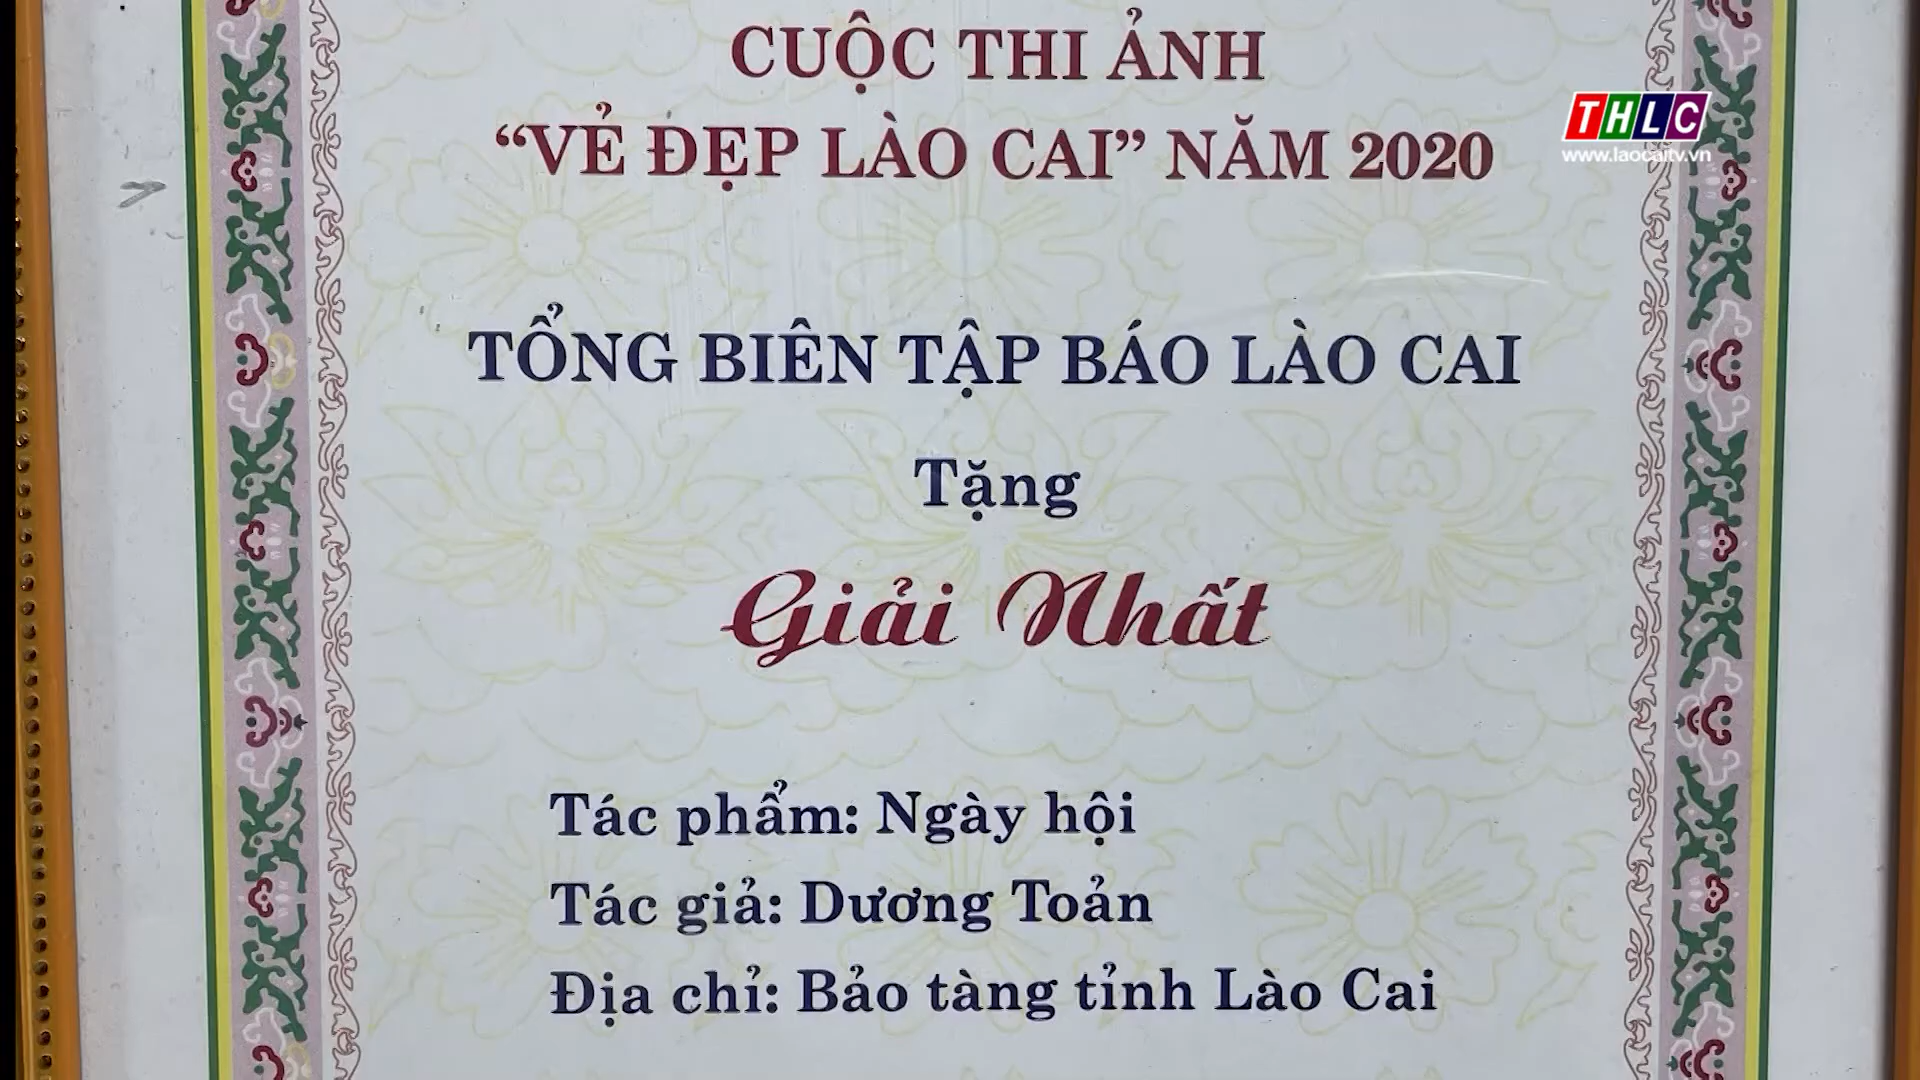 CUỘC THI ẢNH
“VẺ ĐẸP LÀO CAI” NĂM 2020
THLC
www.laocaitv.vn
TỔNG BIÊN TẬP BÁO LÀO CAI
Tặng
Giải Nhất
Tác phẩm: Ngày hội
Tác giả: Dương Toản
Địa chỉ: Bảo tàng tỉnh Lào Cai